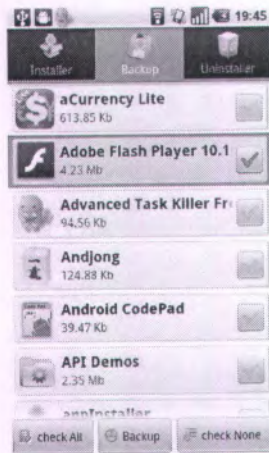 19:45
Installer
Backup
Uninstaller
aCurrency Lite
613.85 Kb
Adobe Flash Player 10.1
4.23 Mb
Advanced Task Killer Fr
94.56 Kb
Andjong
124.88 Kb
Android CodePad
39.47 Kb
API Demos
2.35 Mb
appInstaller
check All
Backup
check None